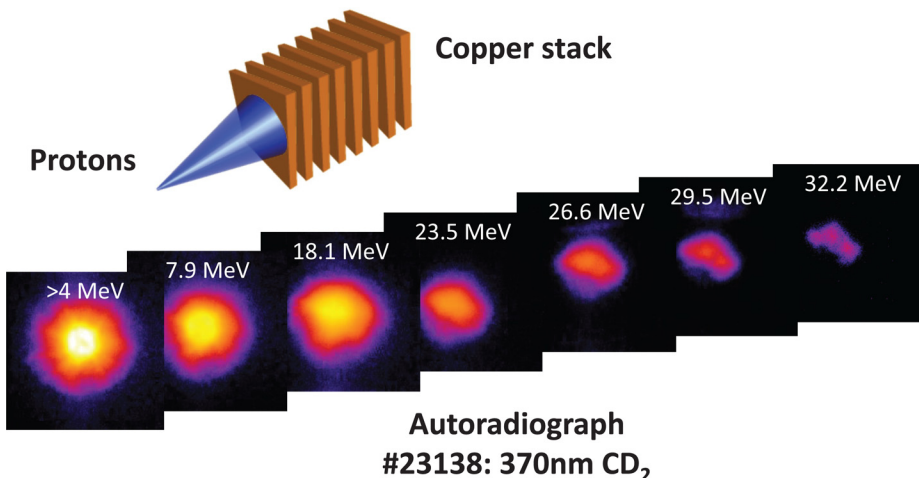 Copper stack
Protons
>4 MeV
7.9 MeV
18.1 MeV
23.5 MeV
26.6 MeV
29.5 MeV
32.2 MeV
Autoradiograph
#23138: 370nm CD₂